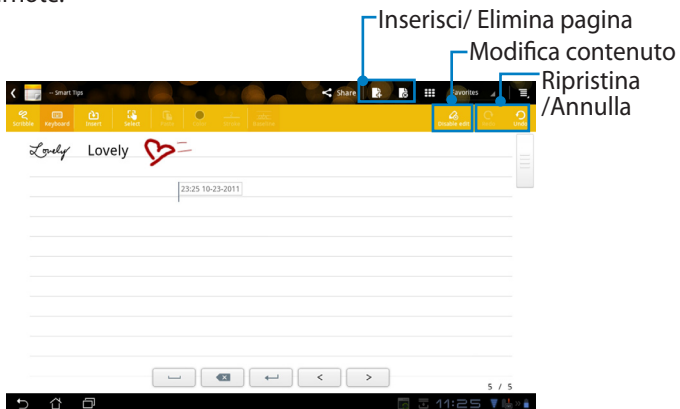 Inserisci/ Elimina pagina
Modifica contenuto
Ripristina
/Annulla
-- Smart Tips
Share
Favorites
Scribble Keyboard Insert Select Disable edit Undo
Lovely Lovely
23:25 10-23-2011
5 / 5
11:25